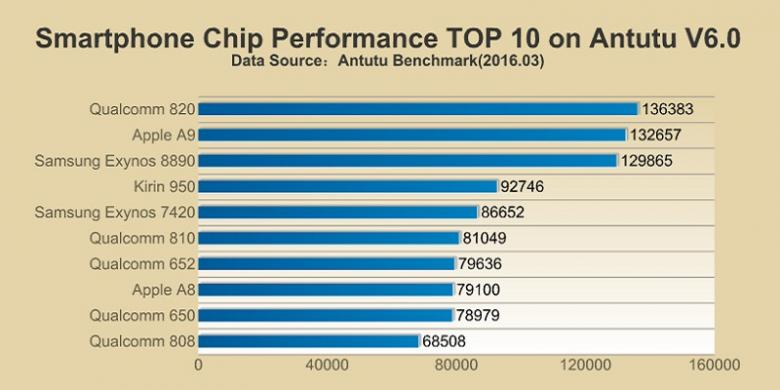 Smartphone Chip Performance TOP 10 on Antutu V6.0
Data Source：Antutu Benchmark(2016.03)
Qualcomm 820 136383
Apple A9 132657
Samsung Exynos 8890 129865
Kirin 950 92746
Samsung Exynos 7420 86652
Qualcomm 810 81049
Qualcomm 652 79636
Apple A8 79100
Qualcomm 650 78979
Qualcomm 808 68508
0 40000 80000 120000 160000